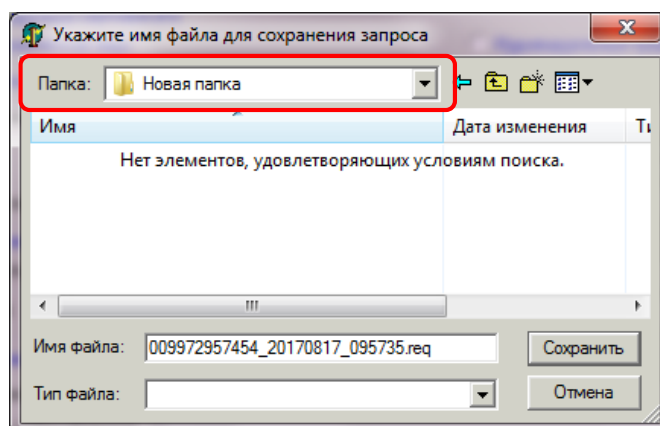 Укажите имя файла для сохранения запроса
Папка: Новая папка
Имя Дата изменения
Нет элементов, удовлетворяющих условиям поиска.
Имя файла: 009972957454_20170817_095735.req Сохранить
Тип файла: Отмена